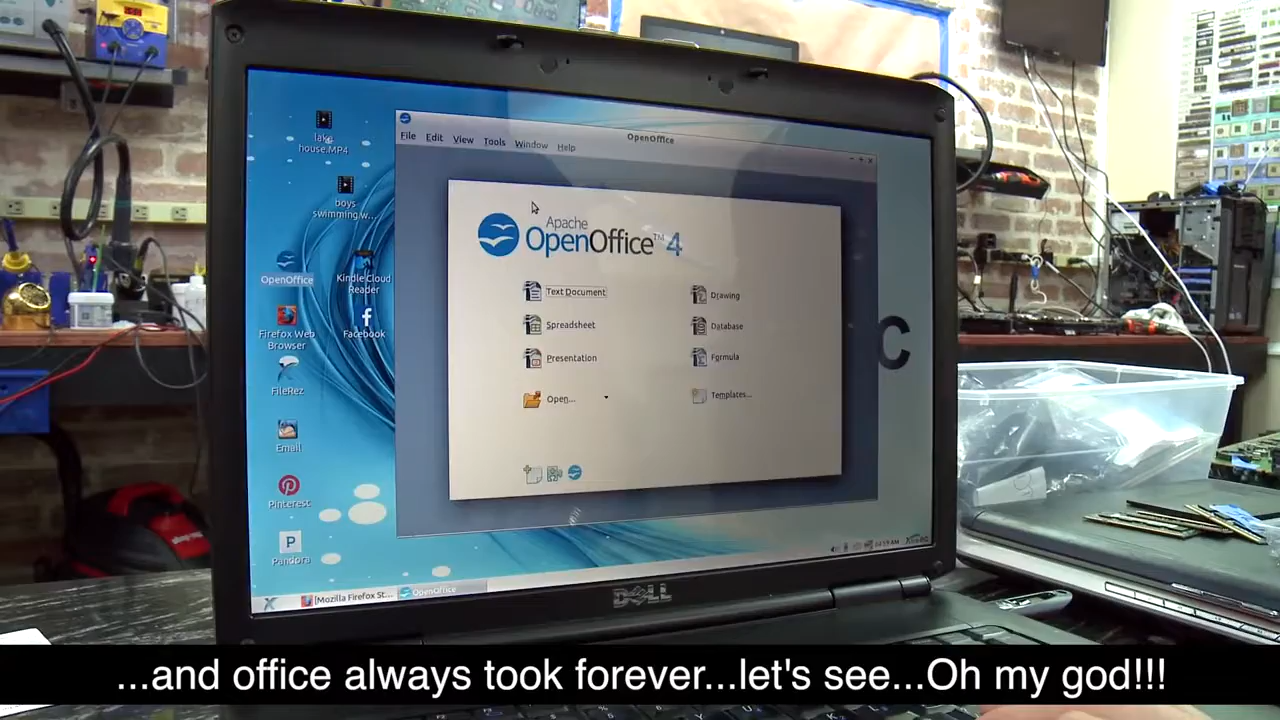 lake
house.MP4
boys
swimming w...
OpenOffice
Kindle Cloud
Reader
Firefox Web
Browser
Facebook
FileRez
Email
Pinterest
Pandora
OpenOffice
File Edit View Tools Window Help
Apache
OpenOffice™ 4
Text Document
Spreadsheet
Presentation
Open...
Drawing
Database
Formula
Templates...
C
[Mozilla Firefox St...
OpenOffice
DELL
...and office always took forever...let's see...Oh my god!!!